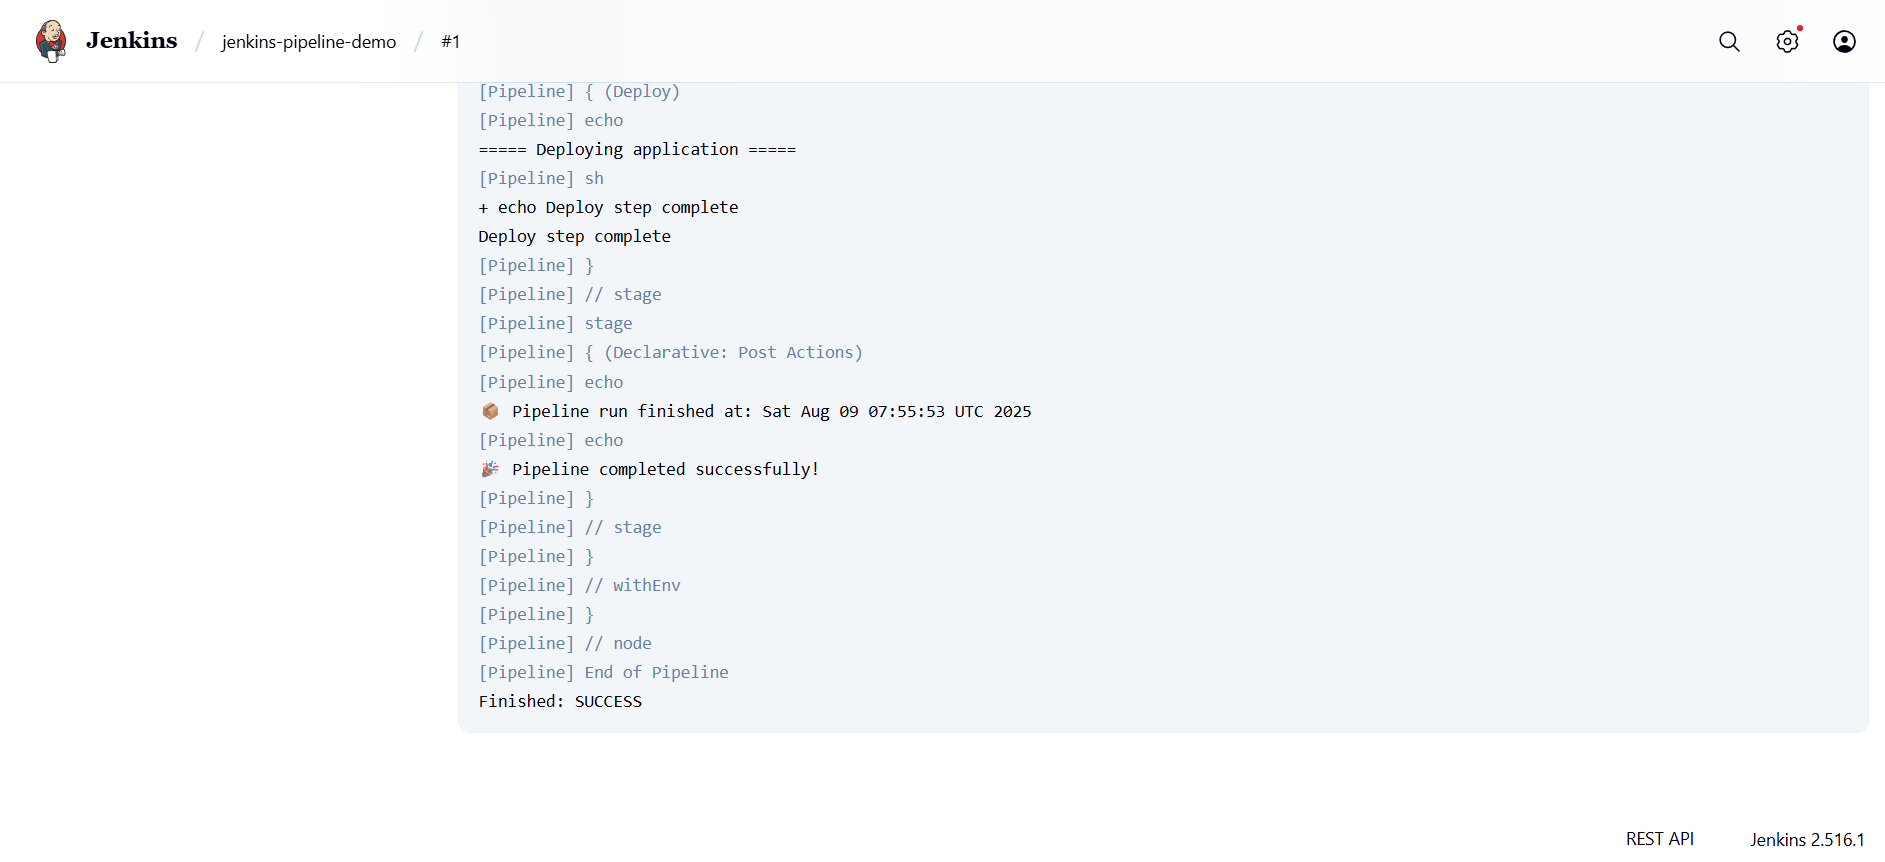 Jenkins / jenkins-pipeline-demo / #1
[Pipeline] { (Deploy)
[Pipeline] echo
===== Deploying application =====
[Pipeline] sh
+ echo Deploy step complete
Deploy step complete
[Pipeline] }
[Pipeline] // stage
[Pipeline] stage
[Pipeline] { (Declarative: Post Actions)
[Pipeline] echo
📦 Pipeline run finished at: Sat Aug 09 07:55:53 UTC 2025
[Pipeline] echo
🎉 Pipeline completed successfully!
[Pipeline] }
[Pipeline] // stage
[Pipeline] }
[Pipeline] // withEnv
[Pipeline] }
[Pipeline] // node
[Pipeline] End of Pipeline
Finished: SUCCESS
REST API Jenkins 2.516.1